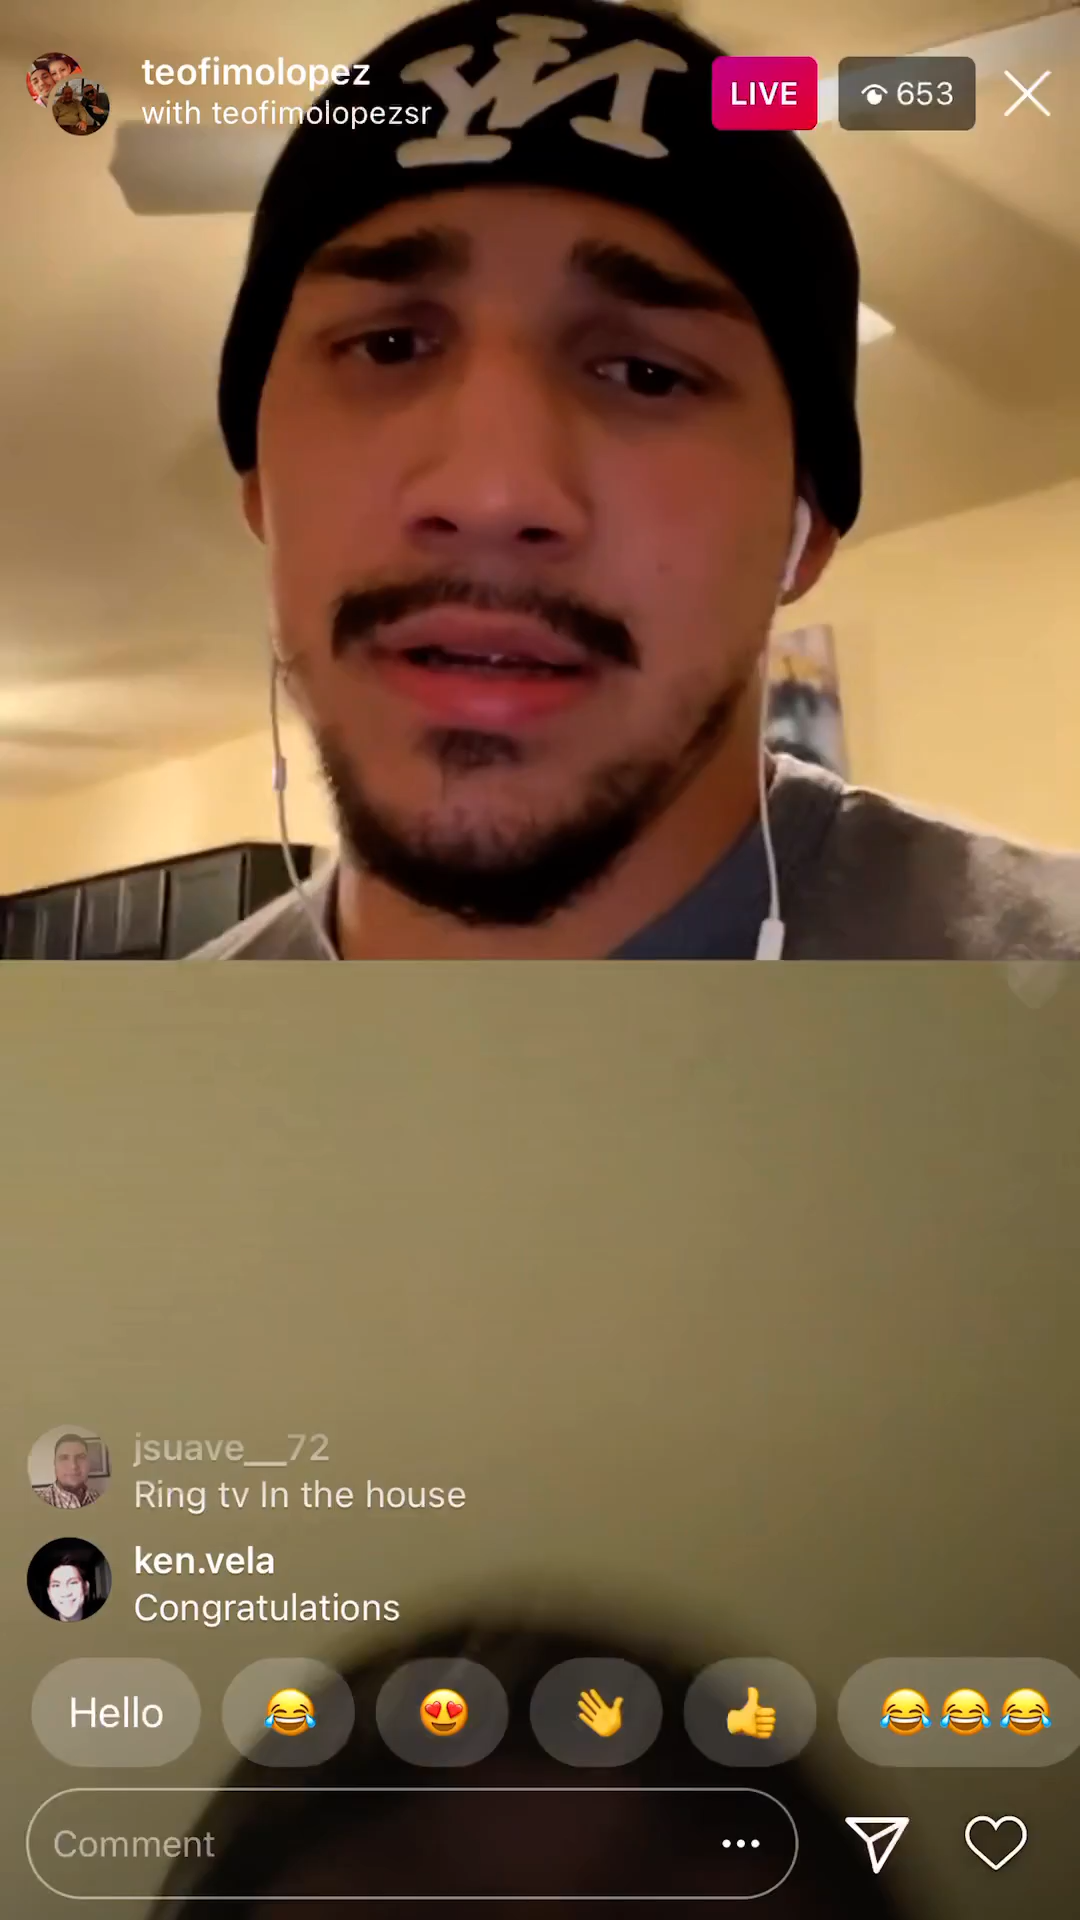 teofimolopez
with teofimolopezsr
LIVE
653
jsuave__72
Ring tv In the house
ken.vela
Congratulations
Hello
Comment